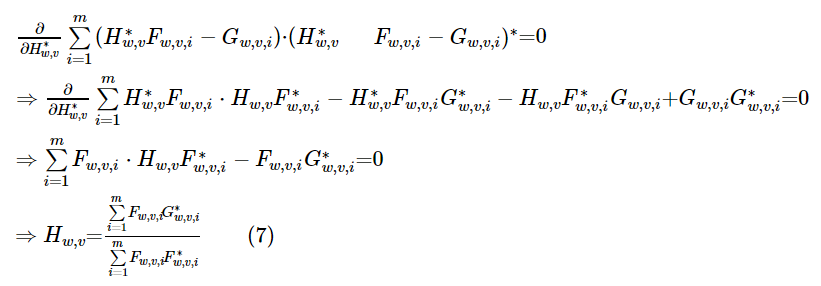 ∂/∂H*_{w,v} ∑_{i=1}^{m} (H*_{w,v}F_{w,v,i} − G_{w,v,i})·(H*_{w,v} F_{w,v,i} − G_{w,v,i})*=0
⇒ ∂/∂H*_{w,v} ∑_{i=1}^{m} H*_{w,v}F_{w,v,i} · H_{w,v}F*_{w,v,i} − H*_{w,v}F_{w,v,i}G*_{w,v,i} − H_{w,v}F*_{w,v,i}G_{w,v,i}+G_{w,v,i}G*_{w,v,i}=0
⇒ ∑_{i=1}^{m} F_{w,v,i} · H_{w,v}F*_{w,v,i} − F_{w,v,i}G*_{w,v,i}=0
⇒ H_{w,v}=(∑_{i=1}^{m} F_{w,v,i}G*_{w,v,i})/(∑_{i=1}^{m} F_{w,v,i}F*_{w,v,i}) (7)